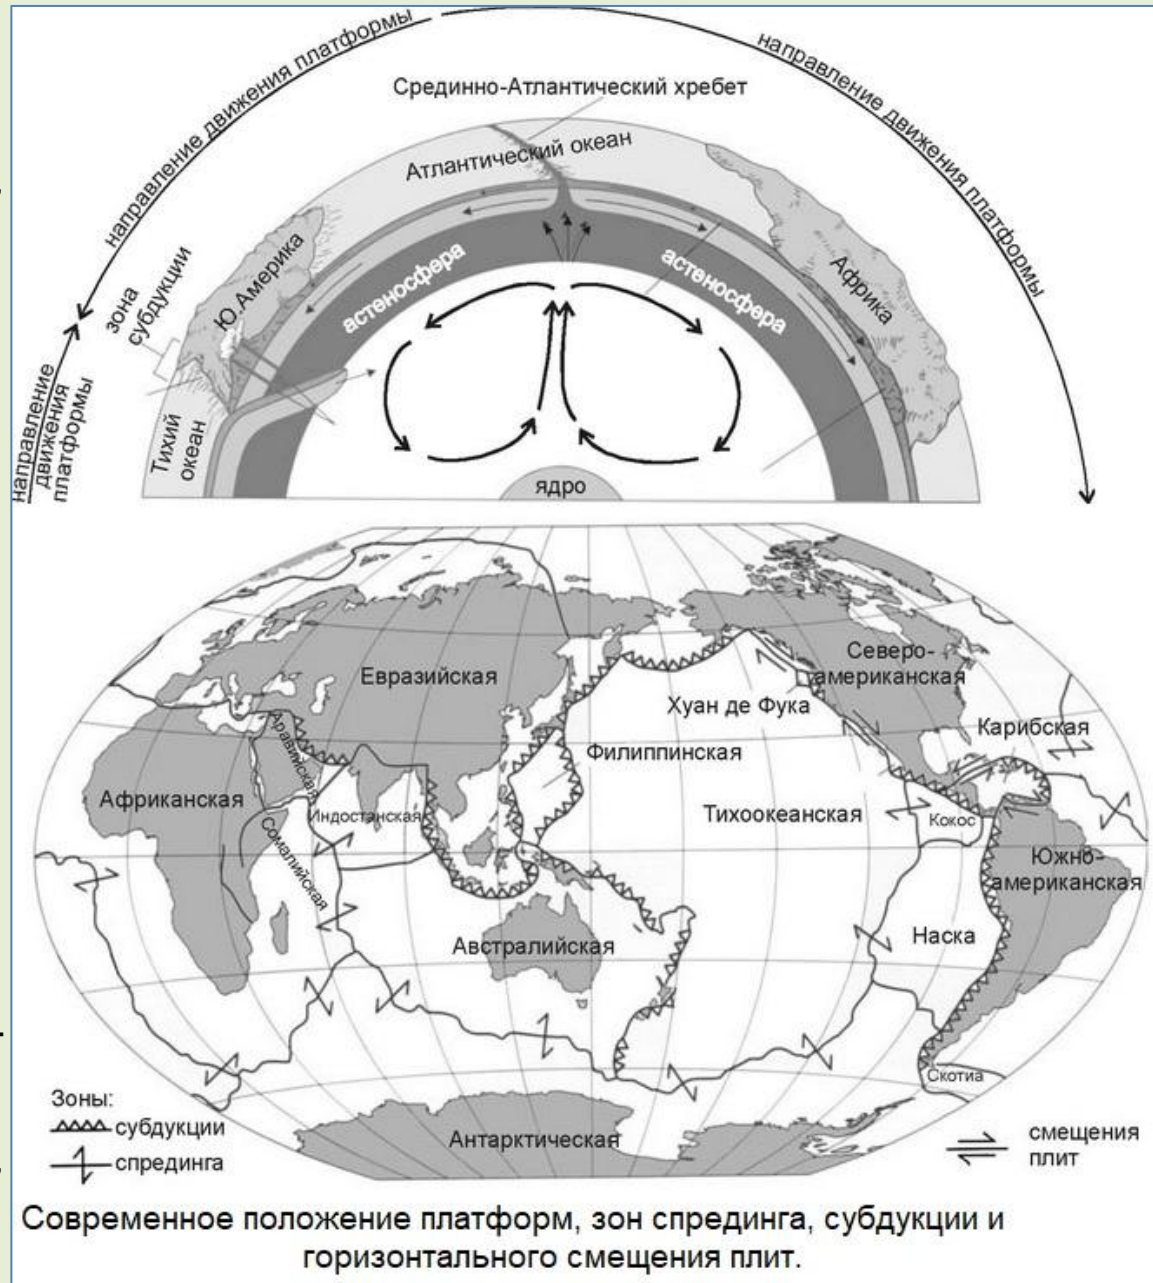 направление движения платформы
направление движения платформы
Срединно-Атлантический хребет
Атлантический океан
зона
субдукции
Ю.Америка
астеносфера
астеносфера
Африка
направление
движения
платформы
Тихий
океан
ядро
Евразийская
Северо-
американская
Хуан де Фука
Карибская
Филиппинская
Аравийская
Африканская
Индостанская
Тихоокеанская
Кокос
Сомалийская
Южно-
американская
Австралийская
Наска
Скотиа
Антарктическая
Зоны:
субдукции
спрединга
смещения
плит
Современное положение платформ, зон спрединга, субдукции и
горизонтального смещения плит.